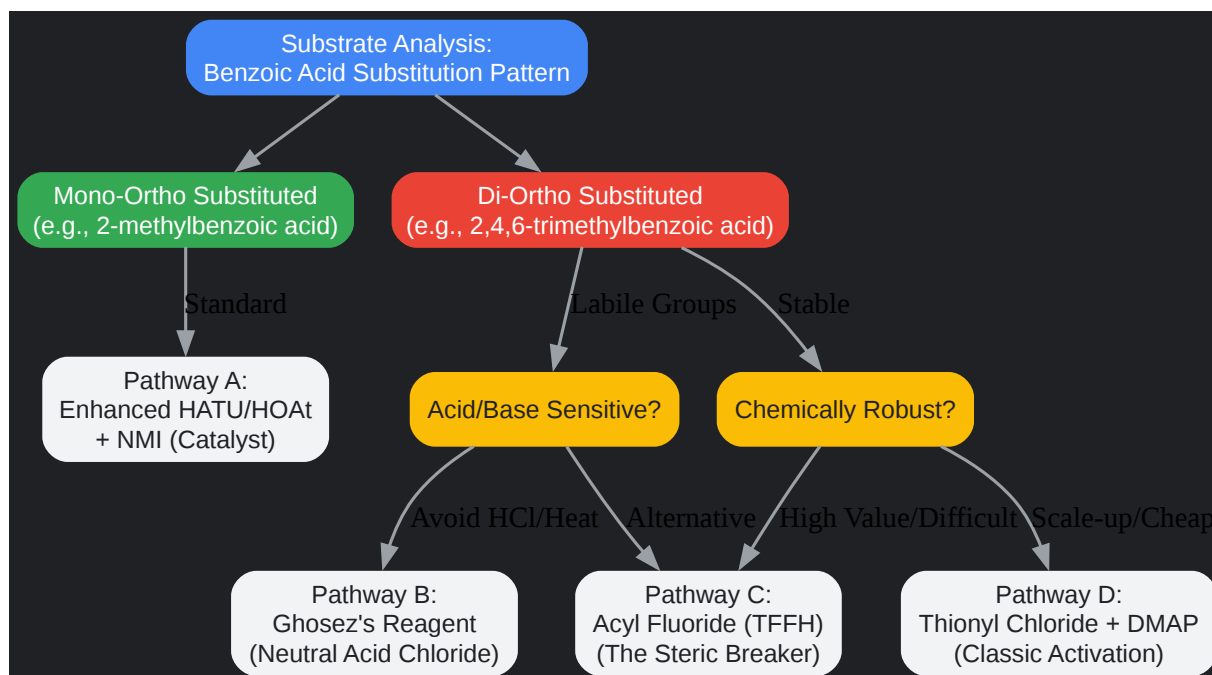 Substrate Analysis:
Benzoic Acid Substitution Pattern
Mono-Ortho Substituted
(e.g., 2-methylbenzoic acid)
Di-Ortho Substituted
(e.g., 2,4,6-trimethylbenzoic acid)
Standard
Labile Groups
Stable
Pathway A:
Enhanced HATU/HOAt
+ NMI (Catalyst)
Acid/Base Sensitive?
Chemically Robust?
Avoid HCl/Heat
Alternative
High Value/Difficult
Scale-up/Cheap
Pathway B:
Ghosez's Reagent
(Neutral Acid Chloride)
Pathway C:
Acyl Fluoride (TFFH)
(The Steric Breaker)
Pathway D:
Thionyl Chloride + DMAP
(Classic Activation)